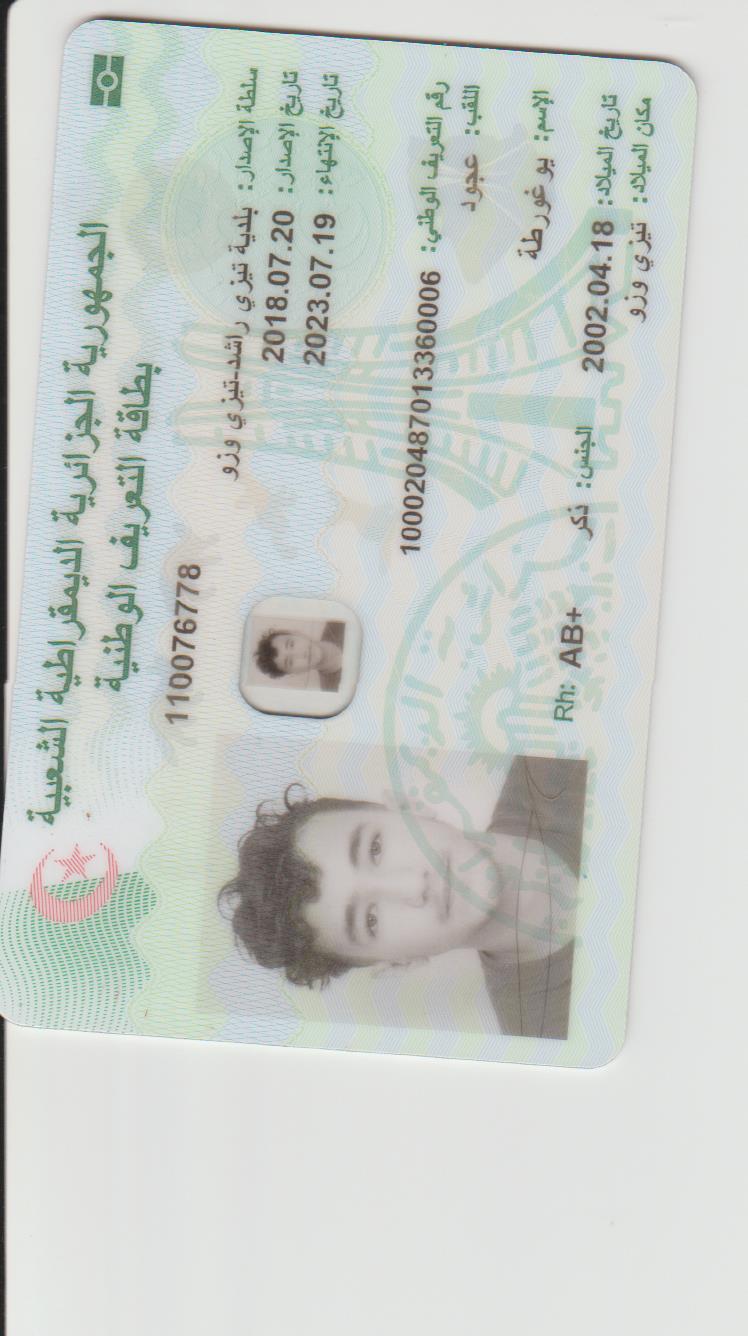 الجمهورية الجزائرية الديمقراطية الشعبية
بطاقة التعريف الوطنية
110076778
سلطة الإصدار: بلدية تيزي راشد-تيزي وزو
تاريخ الإصدار: 2018.07.20
تاريخ الإنتهاء: 2023.07.19
رقم التعريف الوطني: 100020487013360006
اللقب: عجود
الإسم: يوغورطة
تاريخ الميلاد: 2002.04.18 الجنس: ذكر Rh: AB+
مكان الميلاد: تيزي وزو